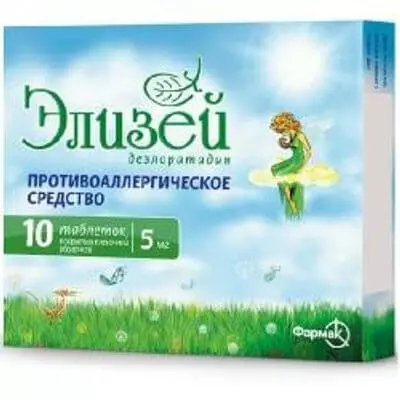 Элизей
дезлоратадин
ПРОТИВОАЛЛЕРГИЧЕСКОЕ
СРЕДСТВО
10 таблеток
покрытых пленочной
оболочкой
5 мг
Фармак